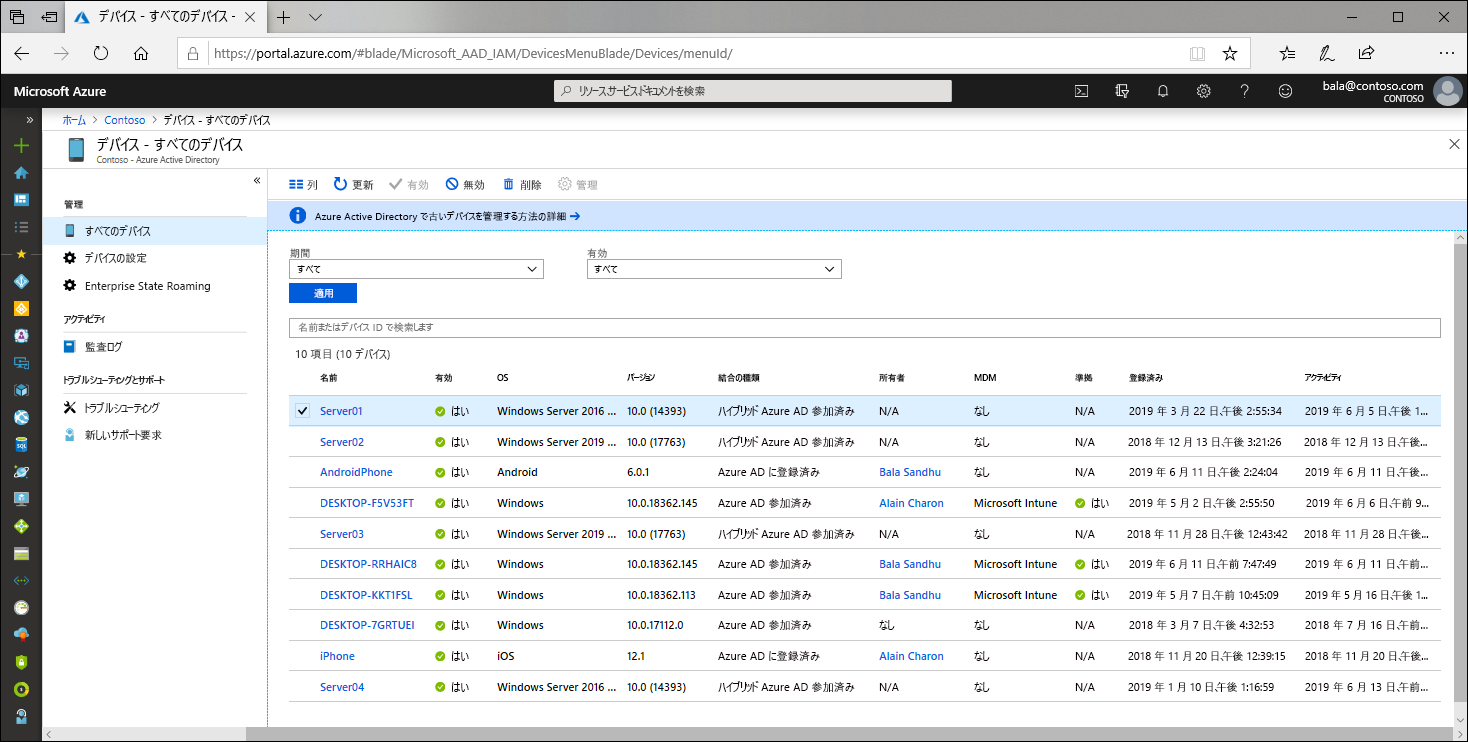 デバイス - すべてのデバイス -
https://portal.azure.com/#blade/Microsoft_AAD_IAM/DevicesMenuBlade/Devices/menuId/
Microsoft Azure
リソース、サービス、ドキュメントを検索
bala@contoso.com
CONTOSO
ホーム > Contoso > デバイス - すべてのデバイス
デバイス - すべてのデバイス
Contoso - Azure Active Directory
管理
すべてのデバイス
デバイスの設定
Enterprise State Roaming
アクティビティ
監査ログ
トラブルシューティングとサポート
トラブルシューティング
新しいサポート要求
列 更新 有効 無効 削除 管理
Azure Active Directory で古いデバイスを管理する方法の詳細
期間 有効
すべて すべて
適用
名前またはデバイス ID で検索します
10 項目 (10 デバイス)
名前 有効 OS バージョン 結合の種類 所有者 MDM 準拠 登録済み アクティビティ
Server01 はい Windows Server 2016 ... 10.0 (14393) ハイブリッド Azure AD 参加済み N/A なし N/A 2019 年 3 月 22 日、午後 2:55:34 2019 年 6 月 5 日、午後 1...
Server02 はい Windows Server 2019 ... 10.0 (17763) ハイブリッド Azure AD 参加済み N/A なし N/A 2018 年 12 月 13 日、午後 3:21:26 2018 年 12 月 13 日、午後...
AndroidPhone はい Android 6.0.1 Azure AD に登録済み Bala Sandhu なし N/A 2019 年 6 月 11 日、午後 2:24:04 2019 年 6 月 11 日、午後...
DESKTOP-F5V53FT はい Windows 10.0.18362.145 Azure AD 参加済み Alain Charon Microsoft Intune はい 2019 年 5 月 2 日、午後 2:55:50 2019 年 6 月 6 日、午前 9...
Server03 はい Windows Server 2019 ... 10.0 (17763) ハイブリッド Azure AD 参加済み N/A なし N/A 2018 年 11 月 28 日、午後 12:43:42 2018 年 11 月 28 日、午後...
DESKTOP-RRHAIC8 はい Windows 10.0.18362.145 Azure AD 参加済み Bala Sandhu Microsoft Intune はい 2019 年 6 月 11 日、午前 7:47:49 2019 年 6 月 11 日、午前...
DESKTOP-KKT1FSL はい Windows 10.0.18362.113 Azure AD 参加済み Bala Sandhu Microsoft Intune はい 2019 年 5 月 7 日、午前 10:45:09 2019 年 5 月 16 日、午後 1...
DESKTOP-7GRTUEI はい Windows 10.0.17112.0 Azure AD 参加済み なし なし N/A 2018 年 3 月 7 日、午後 4:32:53 2018 年 7 月 16 日、午前...
iPhone はい iOS 12.1 Azure AD に登録済み Alain Charon なし N/A 2018 年 11 月 20 日、午後 12:39:15 2018 年 11 月 20 日、午後...
Server04 はい Windows Server 2016 ... 10.0 (14393) ハイブリッド Azure AD 参加済み N/A なし N/A 2019 年 1 月 10 日、午後 1:16:59 2019 年 6 月 13 日、午前...